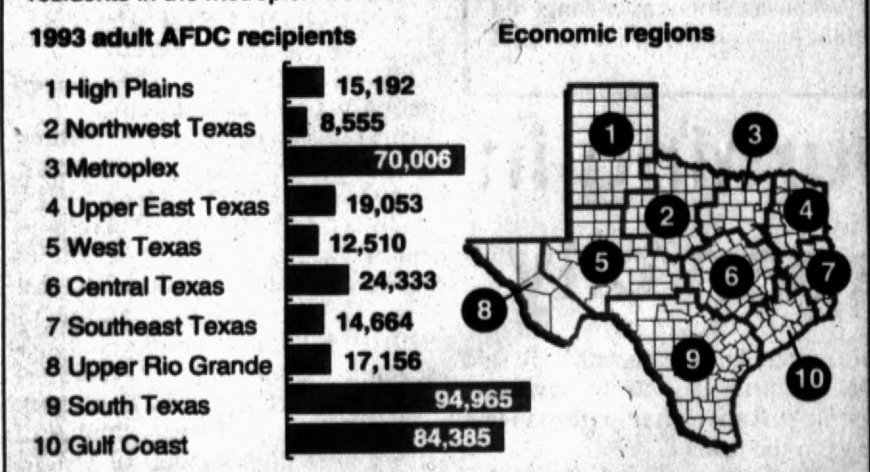 1993 adult AFDC recipients
1 High Plains 15,192
2 Northwest Texas 8,555
3 Metroplex 70,006
4 Upper East Texas 19,053
5 West Texas 12,510
6 Central Texas 24,333
7 Southeast Texas 14,664
8 Upper Rio Grande 17,156
9 South Texas 94,965
10 Gulf Coast 84,385
Economic regions
1
3
2
4
5
6
7
8
9
10